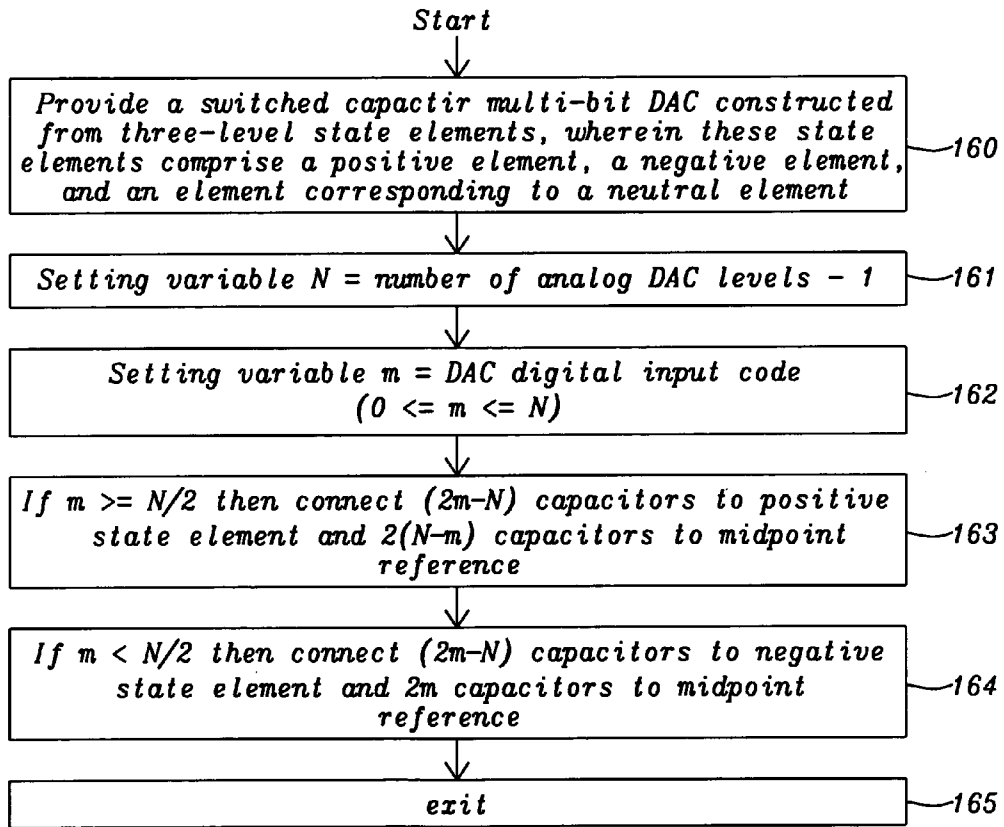 Start
Provide a switched capactir multi-bit DAC constructed
from three-level state elements, wherein these state
elements comprise a positive element, a negative element,
and an element corresponding to a neutral element
160
Setting variable N = number of analog DAC levels - 1
161
Setting variable m = DAC digital input code
(0 <= m <= N)
162
If m >= N/2 then connect (2m-N) capacitors to positive
state element and 2(N-m) capacitors to midpoint
reference
163
If m < N/2 then connect (2m-N) capacitors to negative
state element and 2m capacitors to midpoint
reference
164
exit
165